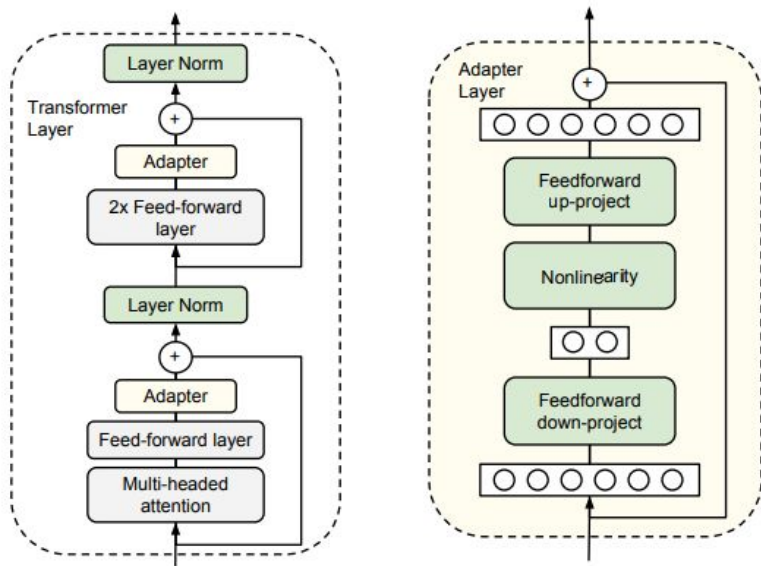 Layer Norm
Transformer
Layer
+
Adapter
2x Feed-forward
layer
Layer Norm
+
Adapter
Feed-forward layer
Multi-headed
attention
Adapter
Layer
+
Feedforward
up-project
Nonlinearity
Feedforward
down-project